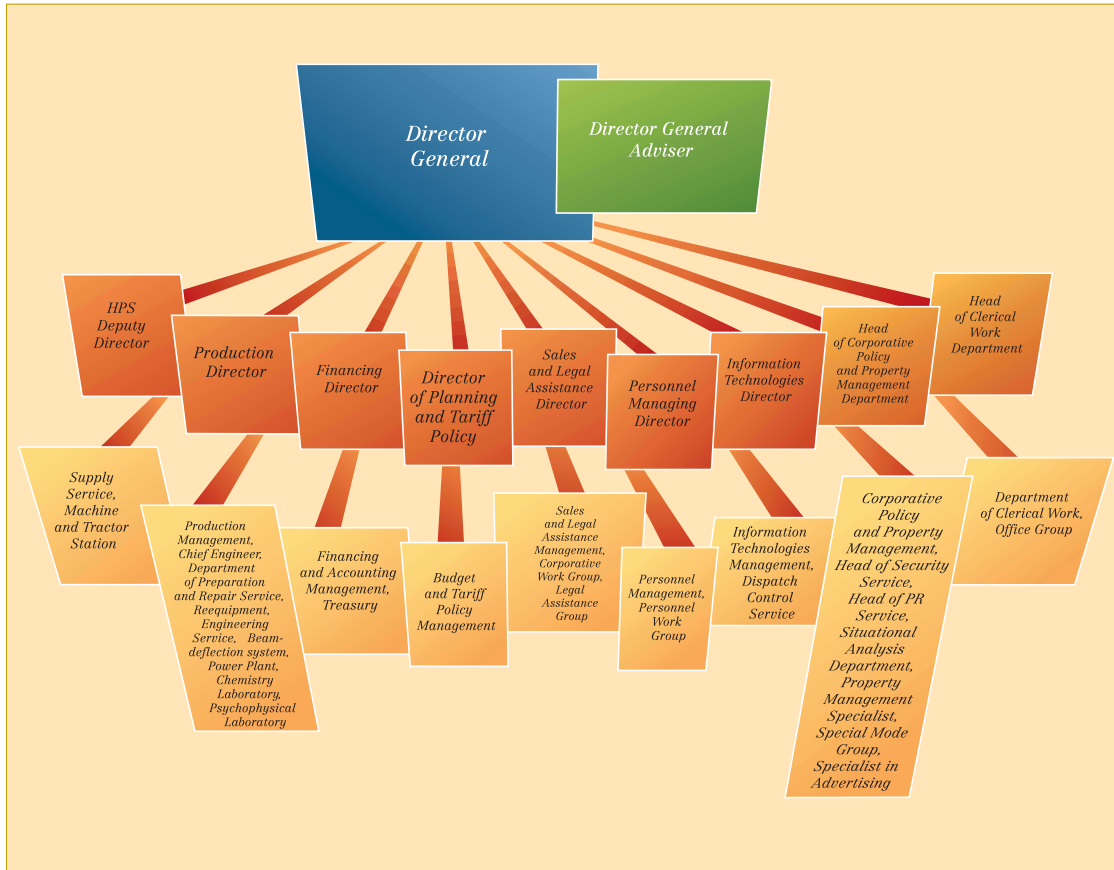 Director
General
Director General
Adviser
HPS
Deputy
Director
Production
Director
Financing
Director
Director
of Planning
and Tariff
Policy
Sales
and Legal
Assistance
Director
Personnel
Managing
Director
Information
Technologies
Director
Head
of Corporative
Policy
and Property
Management
Department
Head
of Clerical
Work
Department
Supply
Service,
Machine
and Tractor
Station
Production
Management,
Chief Engineer,
Department
of Preparation
and Repair Service,
Reequipment,
Engineering
Service, Beam-
deflection system,
Power Plant,
Chemistry
Laboratory,
Psychophysical
Laboratory
Financing
and Accounting
Management,
Treasury
Budget
and Tariff
Policy
Management
Sales
and Legal
Assistance
Management,
Corporative
Work Group,
Legal
Assistance
Group
Personnel
Management,
Personnel
Work
Group
Information
Technologies
Management,
Dispatch
Control
Service
Corporative
Policy
and Property
Management,
Head of Security
Service,
Head of PR
Service,
Situational
Analysis
Department,
Property
Management
Specialist,
Special Mode
Group,
Specialist in
Advertising
Department
of Clerical Work,
Office Group